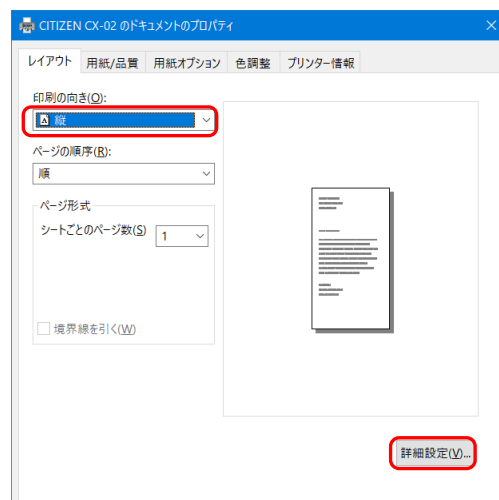 CITIZEN CX-02 のドキュメントのプロパティ
レイアウト 用紙/品質 用紙オプション 色調整 プリンター情報
印刷の向き(O):
縦
ページの順序(R):
順
ページ形式
シートごとのページ数(S) 1
境界線を引く(W)
詳細設定(V)...